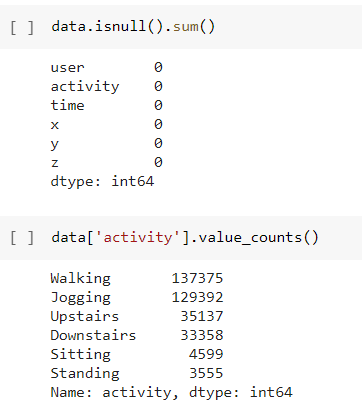 [ ] data.isnull().sum()
user 0
activity 0
time 0
x 0
y 0
z 0
dtype: int64
[ ] data['activity'].value_counts()
Walking 137375
Jogging 129392
Upstairs 35137
Downstairs 33358
Sitting 4599
Standing 3555
Name: activity, dtype: int64